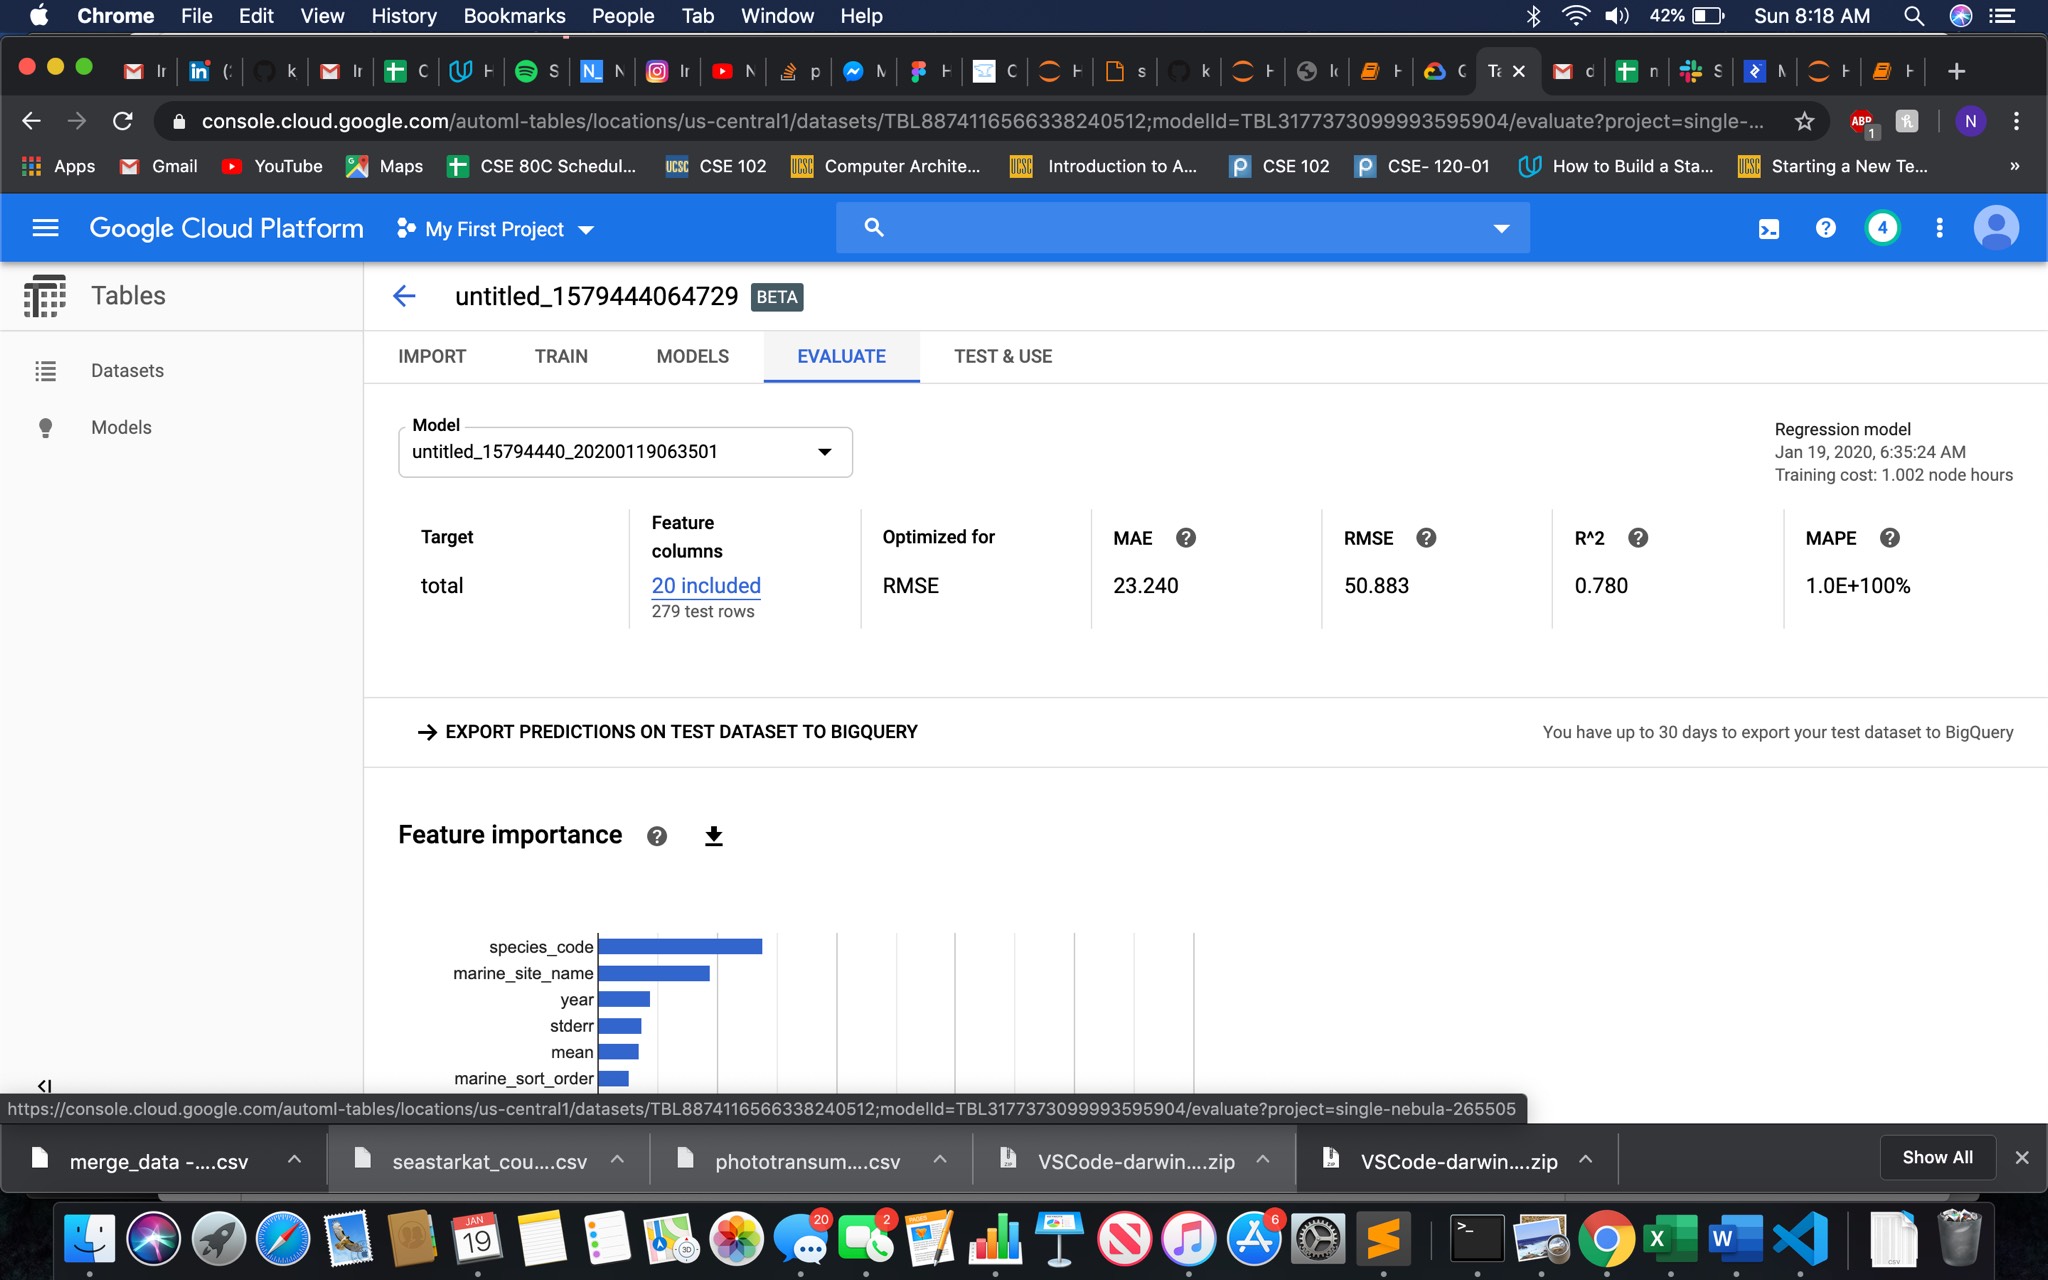 Chrome File Edit View History Bookmarks People Tab Window Help 42% Sun 8:18 AM
console.cloud.google.com/automl-tables/locations/us-central1/datasets/TBL8874116566338240512;modelId=TBL3177373099993595904/evaluate?project=single-...
ABP 1 N
Apps Gmail YouTube Maps CSE 80C Schedul... CSE 102 Computer Archite... Introduction to A... CSE 102 CSE- 120-01 How to Build a Sta... Starting a New Te... »
Google Cloud Platform My First Project 4
Tables
untitled_1579444064729 BETA
IMPORT TRAIN MODELS EVALUATE TEST & USE
Datasets
Models
Model
untitled_15794440_20200119063501
Regression model
Jan 19, 2020, 6:35:24 AM
Training cost: 1.002 node hours
Target
total
Feature
columns
20 included
279 test rows
Optimized for
RMSE
MAE
23.240
RMSE
50.883
R^2
0.780
MAPE
1.0E+100%
EXPORT PREDICTIONS ON TEST DATASET TO BIGQUERY
You have up to 30 days to export your test dataset to BigQuery
Feature importance
species_code
marine_site_name
year
stderr
mean
marine_sort_order
https://console.cloud.google.com/automl-tables/locations/us-central1/datasets/TBL8874116566338240512;modelId=TBL3177373099993595904/evaluate?project=single-nebula-265505
merge_data -....csv seastarkat_cou....csv phototransum....csv VSCode-darwin....zip VSCode-darwin....zip Show All
JAN 19 20 2 6